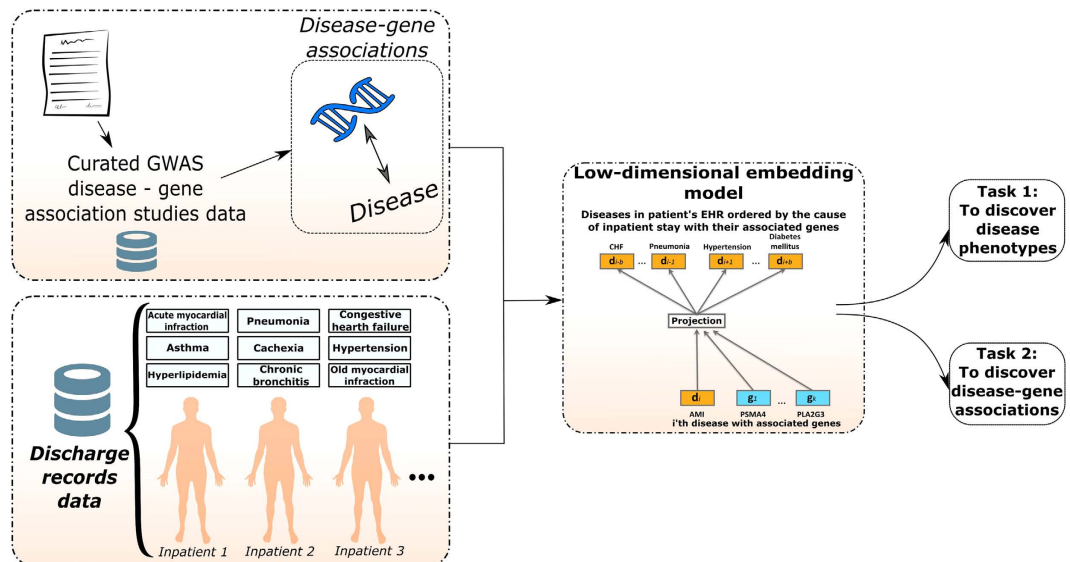 Disease-gene
associations
Curated GWAS
disease - gene
association studies data
Disease
Acute myocardial
infraction
Pneumonia
Congestive
hearth failure
Asthma
Cachexia
Hypertension
Hyperlipidemia
Chronic
bronchitis
Old myocardial
infraction
Discharge
records
data
...
Inpatient 1
Inpatient 2
Inpatient 3
Low-dimensional embedding
model
Diseases in patient's EHR ordered by the cause
of inpatient stay with their associated genes
CHF
Pneumonia
Hypertension
Diabetes
mellitus
di-b ... di-1 di+1 ... di+b
Projection
di g1 ... gk
AMI PSMA4 PLA2G3
i'th disease with associated genes
Task 1:
To discover
disease
phenotypes
Task 2:
To discover
disease-gene
associations